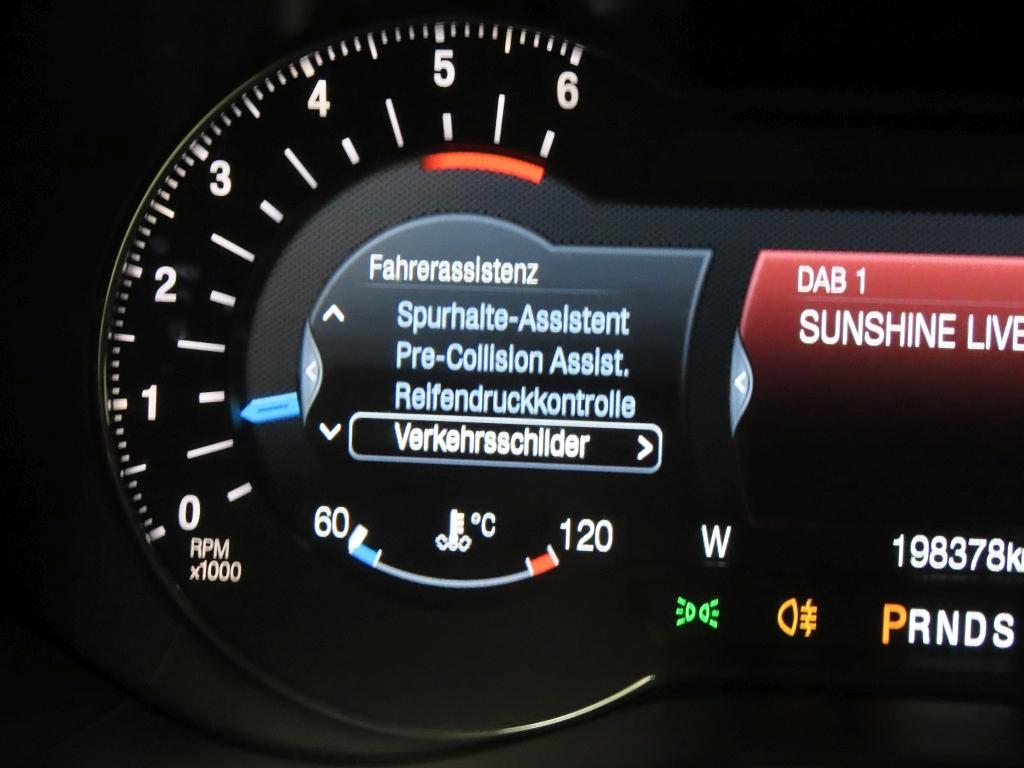 6
5
4
3
2
1
0
RPM
x1000
Fahrerassistenz
Spurhalte-Assistent
Pre-Collision Assist.
Reifendruckkontrolle
Verkehrsschilder >
60 °C 120
DAB 1
SUNSHINE LIVE
W
198378k
PRNDS